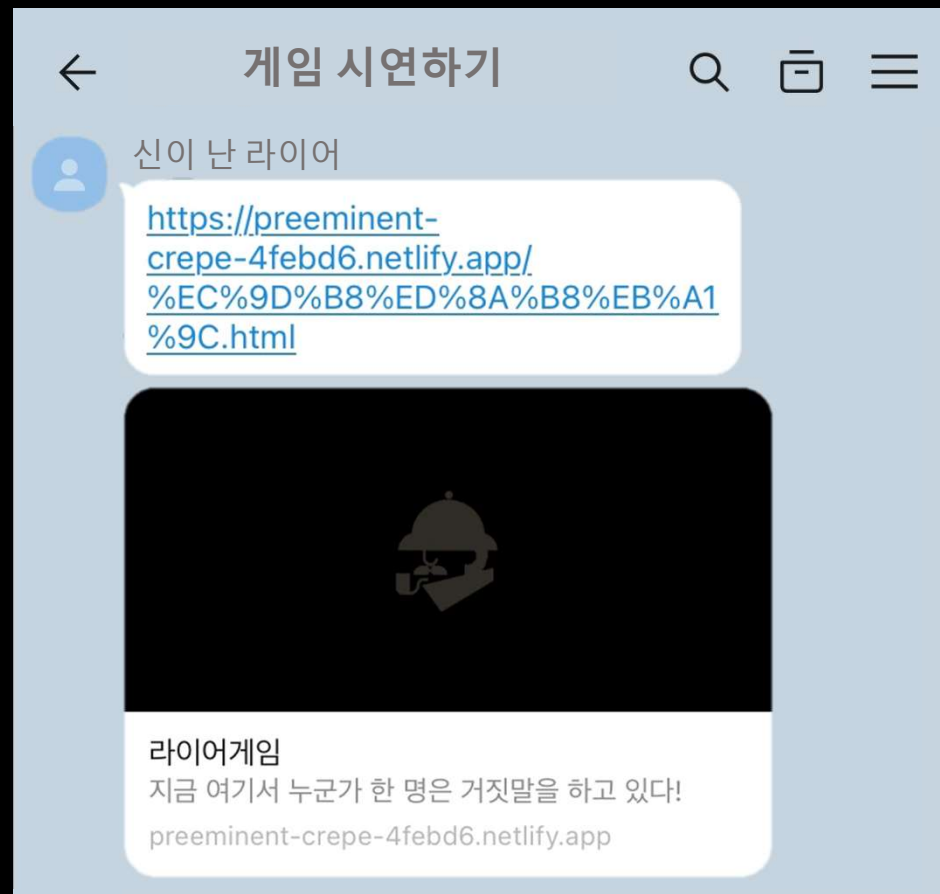 게임 시연하기
신이 난 라이어
https://preeminent-
crepe-4febd6.netlify.app/
%EC%9D%B8%ED%8A%B8%EB%A1
%9C.html
라이어게임
지금 여기서 누군가 한 명은 거짓말을 하고 있다!
preeminent-crepe-4febd6.netlify.app